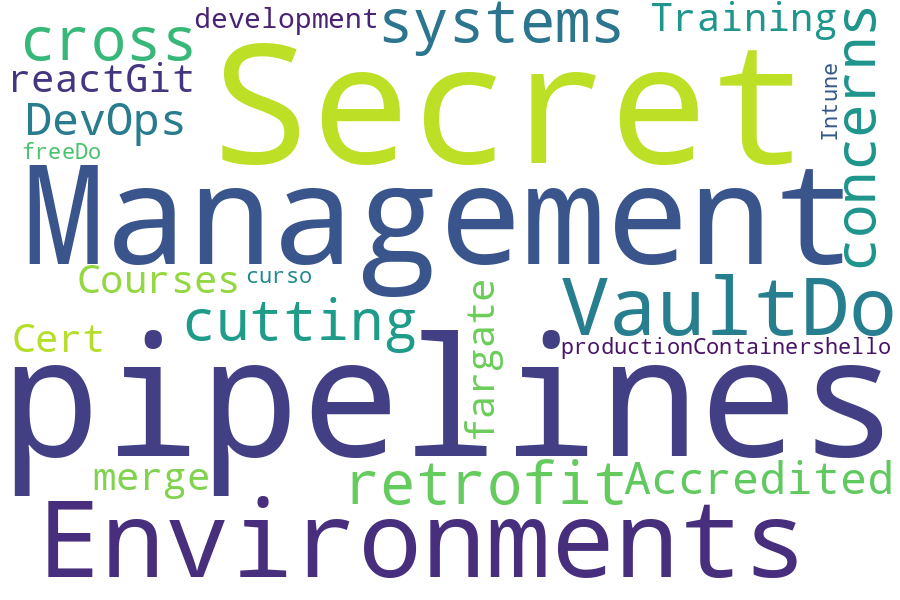 development
systems
Training
cross
Secret
concerns
reactGit
Intune
DevOps
freeDo
Management
Courses
curso
VaultDo
cutting
fargate
Cert
productionContainershello
pipelines
merge
retrofit
Accredited
Environments